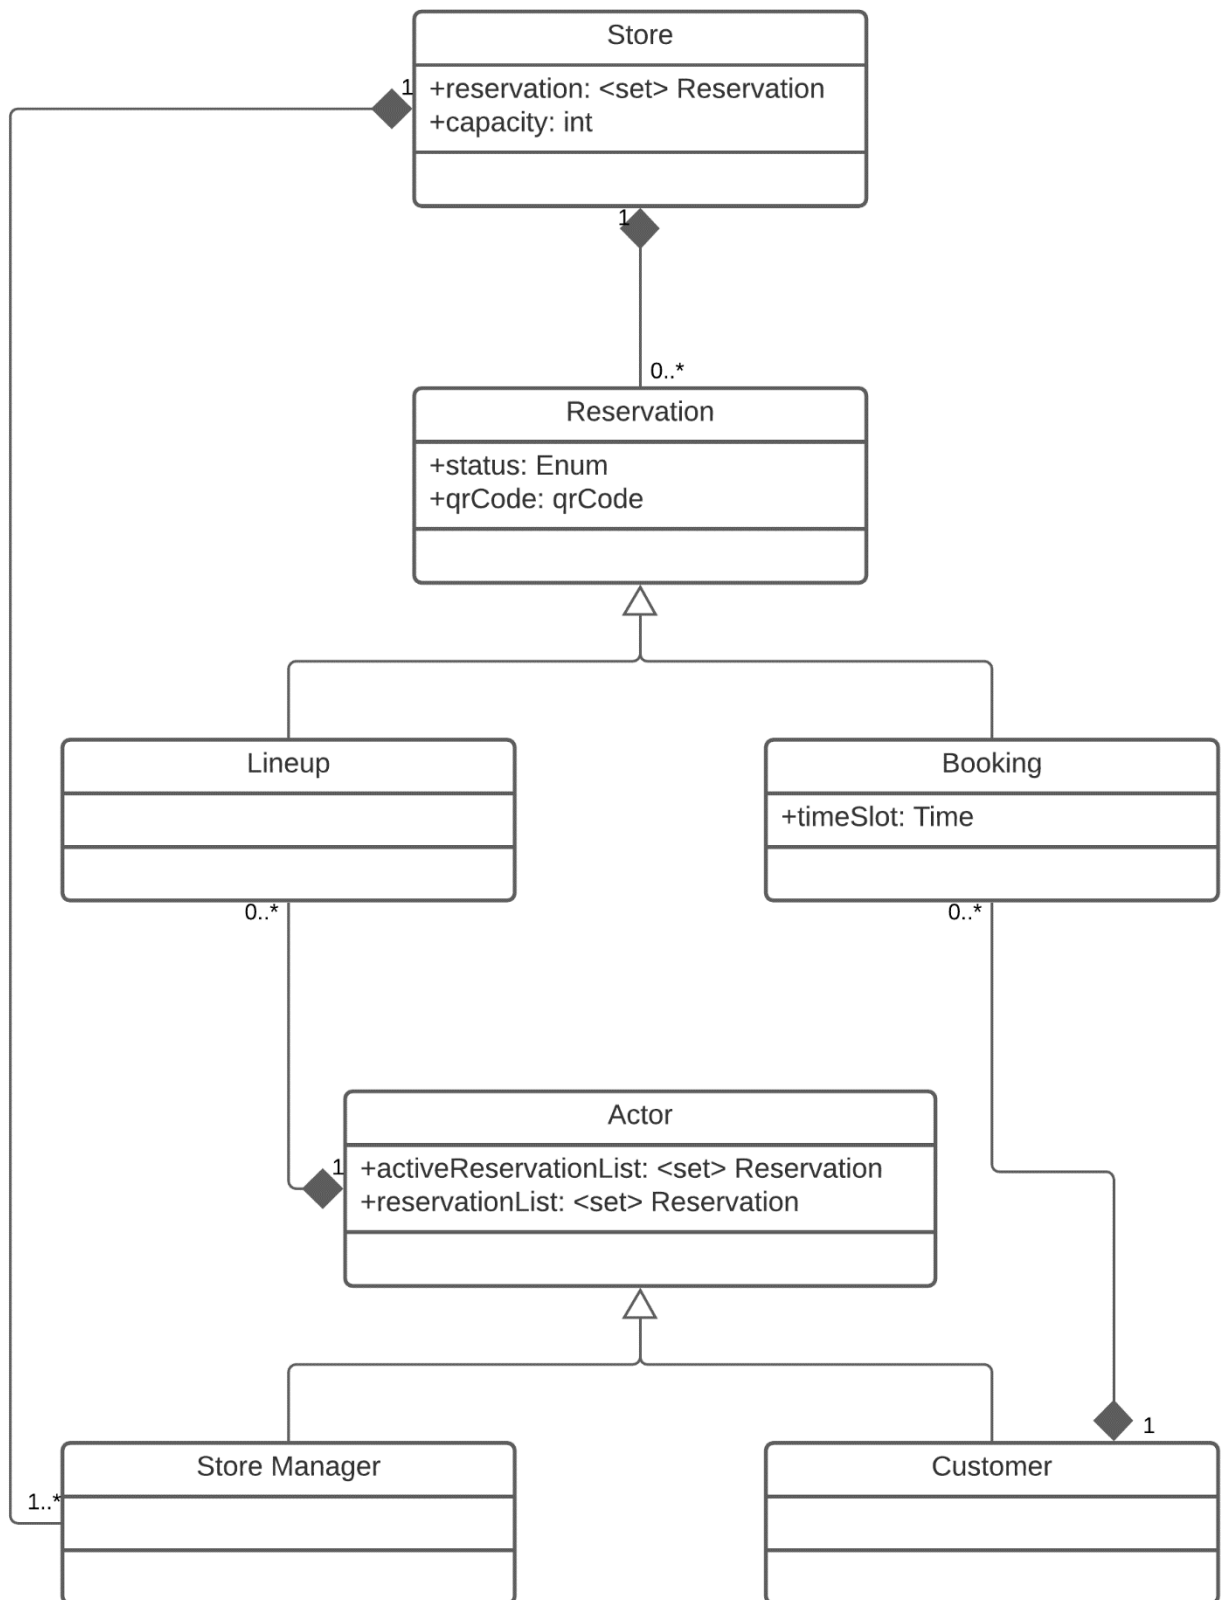 Store
1
+reservation: <set> Reservation
+capacity: int
1
0..*
Reservation
+status: Enum
+qrCode: qrCode
Lineup
Booking
+timeSlot: Time
0..*
0..*
Actor
1
+activeReservationList: <set> Reservation
+reservationList: <set> Reservation
1
Store Manager
Customer
1..*